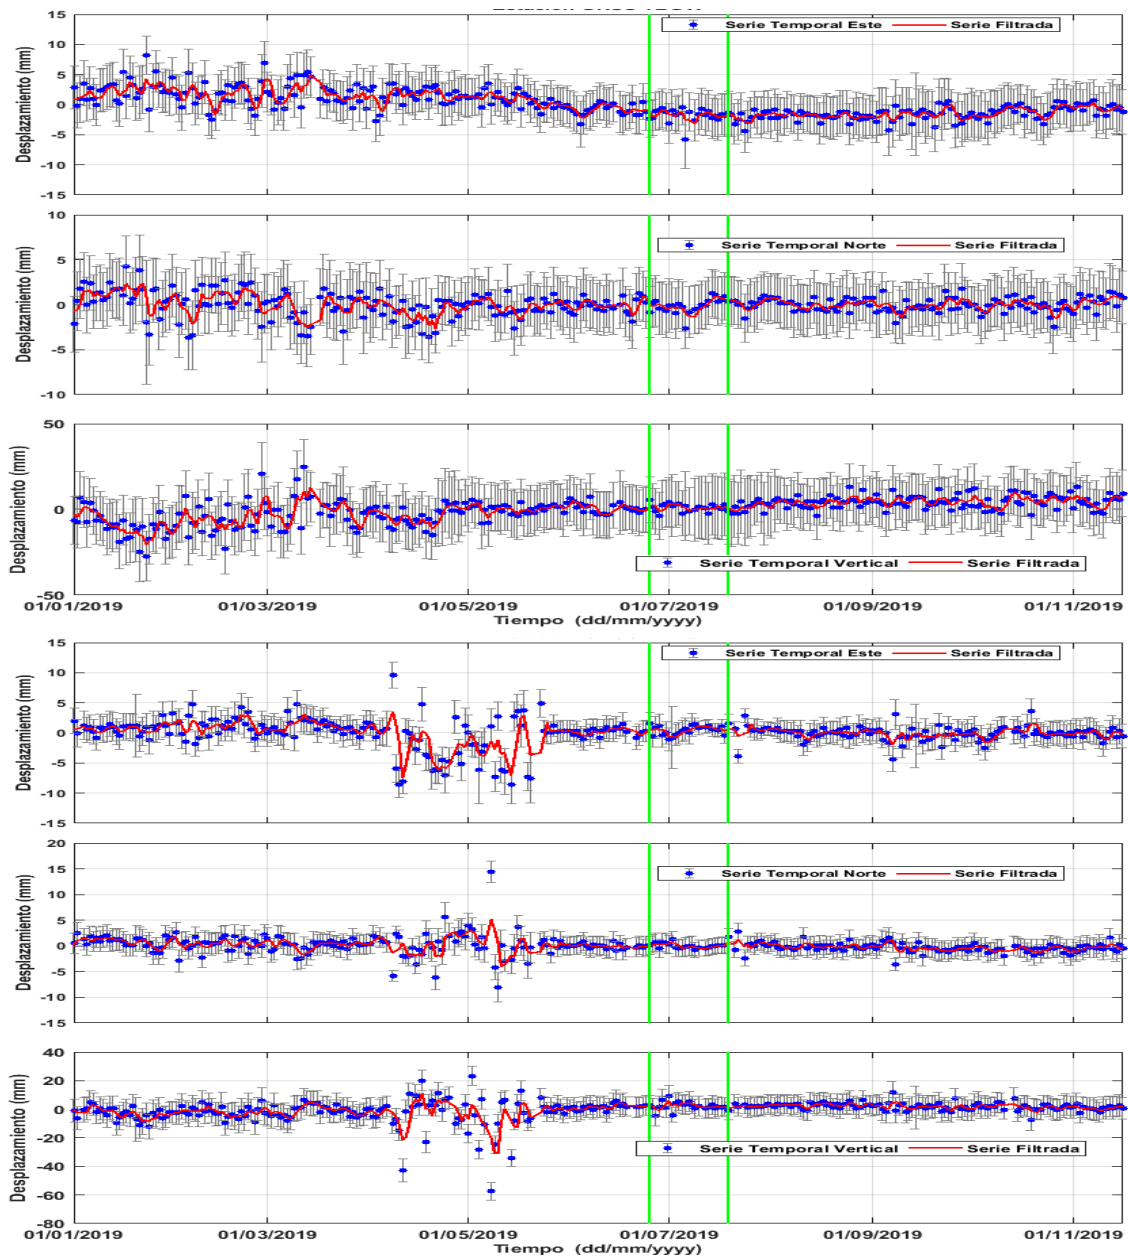 15
10
5
0
-5
-10
-15
Desplazamiento (mm)
Serie Temporal Este Serie Filtrada
10
5
0
-5
-10
Desplazamiento (mm)
Serie Temporal Norte Serie Filtrada
50
0
-50
Desplazamiento (mm)
Serie Temporal Vertical Serie Filtrada
01/01/2019 01/03/2019 01/05/2019 01/07/2019 01/09/2019 01/11/2019
Tiempo (dd/mm/yyyy)
15
10
5
0
-5
-10
-15
Desplazamiento (mm)
Serie Temporal Este Serie Filtrada
20
15
10
5
0
-5
-10
-15
Desplazamiento (mm)
Serie Temporal Norte Serie Filtrada
40
20
0
-20
-40
-60
-80
Desplazamiento (mm)
Serie Temporal Vertical Serie Filtrada
01/01/2019 01/03/2019 01/05/2019 01/07/2019 01/09/2019 01/11/2019
Tiempo (dd/mm/yyyy)